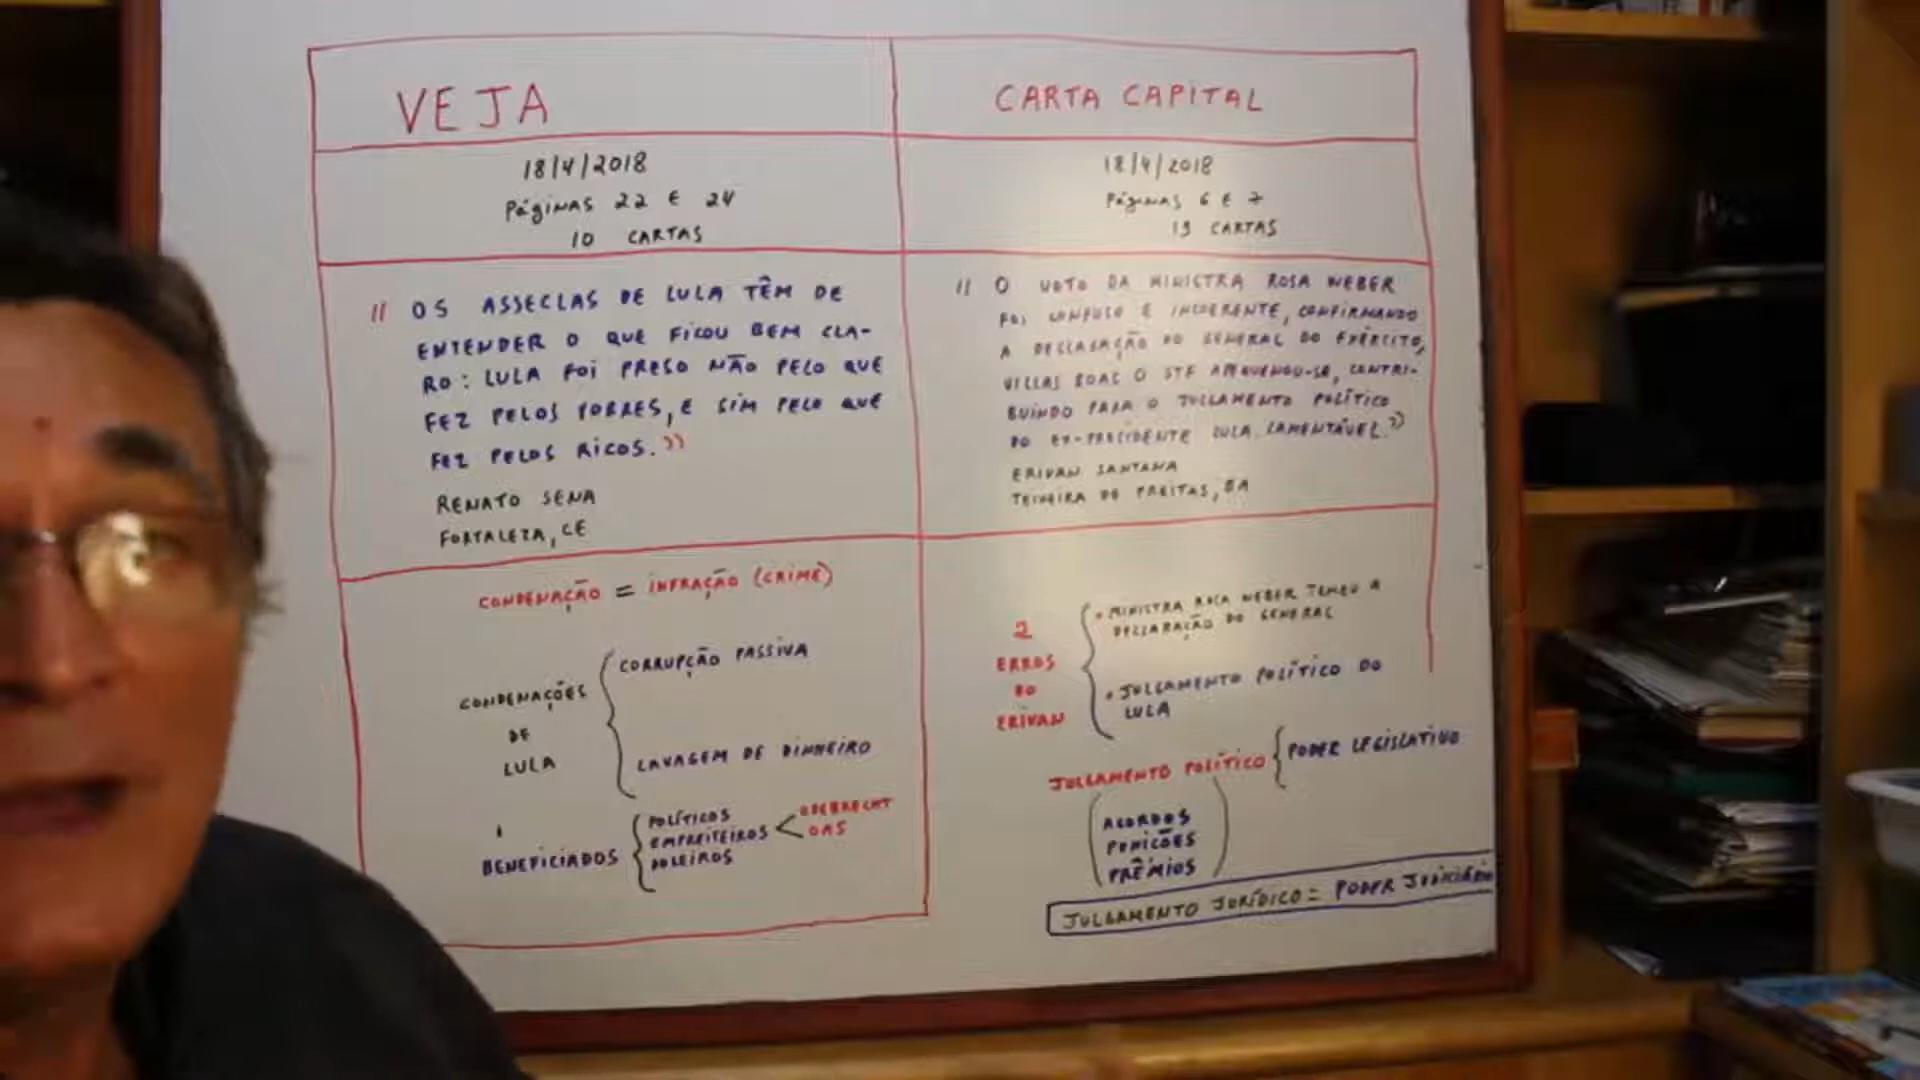 VEJA
18/4/2018
PáGiNAS 22 E 24
10 CARTAS
" OS ASSECLAS DE LULA TÊM DE
ENTENDER O QUE FICOU BEM CLA-
RO: LULA FOI PRESO NÃO PELO QUE
FEZ PELOS POBRES, E SIM PELO QUE
FEZ PELOS RICOS."
RENATO SENA
FORTALEZA, CE
CONDENAÇÃO = INFRAÇÃO (CRIME)
CONDENAÇÕES
DE
LULA
CORRUPÇÃO PASSIVA
LAVAGEM DE DINHEIRO
BENEFICIADOS
POLÍTICOS
EMPREITEIROS
DOLEIROS
ODEBRECHT
OAS
CARTA CAPITAL
18/4/2018
PáGiNAS 6 E 7
19 CARTAS
" O VOTO DA MINISTRA ROSA WEBER
FOI CONFUSO E INCOERENTE, CONFIRMANDO
A DECLARAÇÃO DO GENERAL DO EXÉRCITO,
VILLAS BOAS O STF APEQUENOU-SE, CONTRI-
BUINDO PARA O JULGAMENTO POLÍTICO
DO EX-PRESIDENTE LULA. LAMENTÁVEL."
ERIVAN SANTANA
TEIXEIRA DE FREITAS, BA
2
ERROS
DO
ERIVAN
• MINISTRA ROSA WEBER TEMEU A
DECLARAÇÃO DO GENERAL
• JULGAMENTO POLÍTICO DO
LULA
JULGAMENTO POLÍTICO { PODER LEGISLATIVO
ACORDOS
PUNIÇÕES
PRÊMIOS
JULGAMENTO JURÍDICO = PODER JUDICIÁRIO